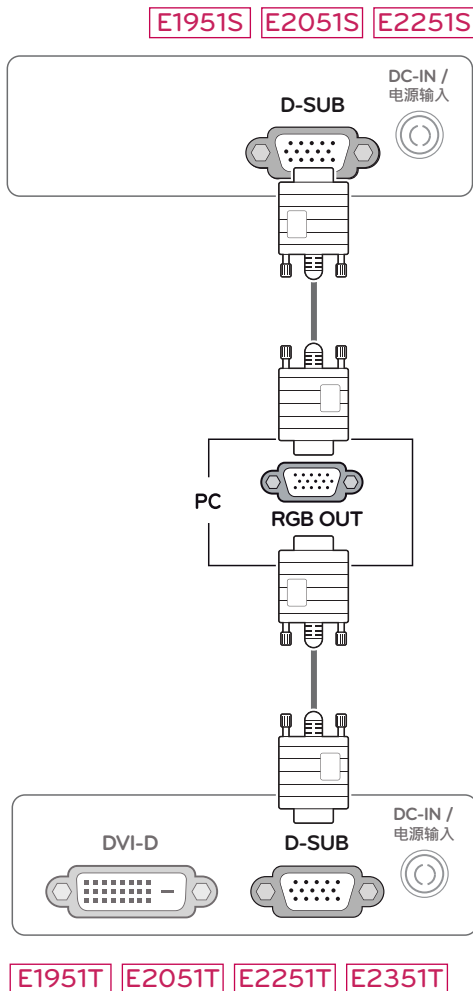 E1951S E2051S E2251S
DC-IN /
电源输入
D-SUB
PC
RGB OUT
DVI-D
D-SUB
DC-IN /
电源输入
E1951T E2051T E2251T E2351T